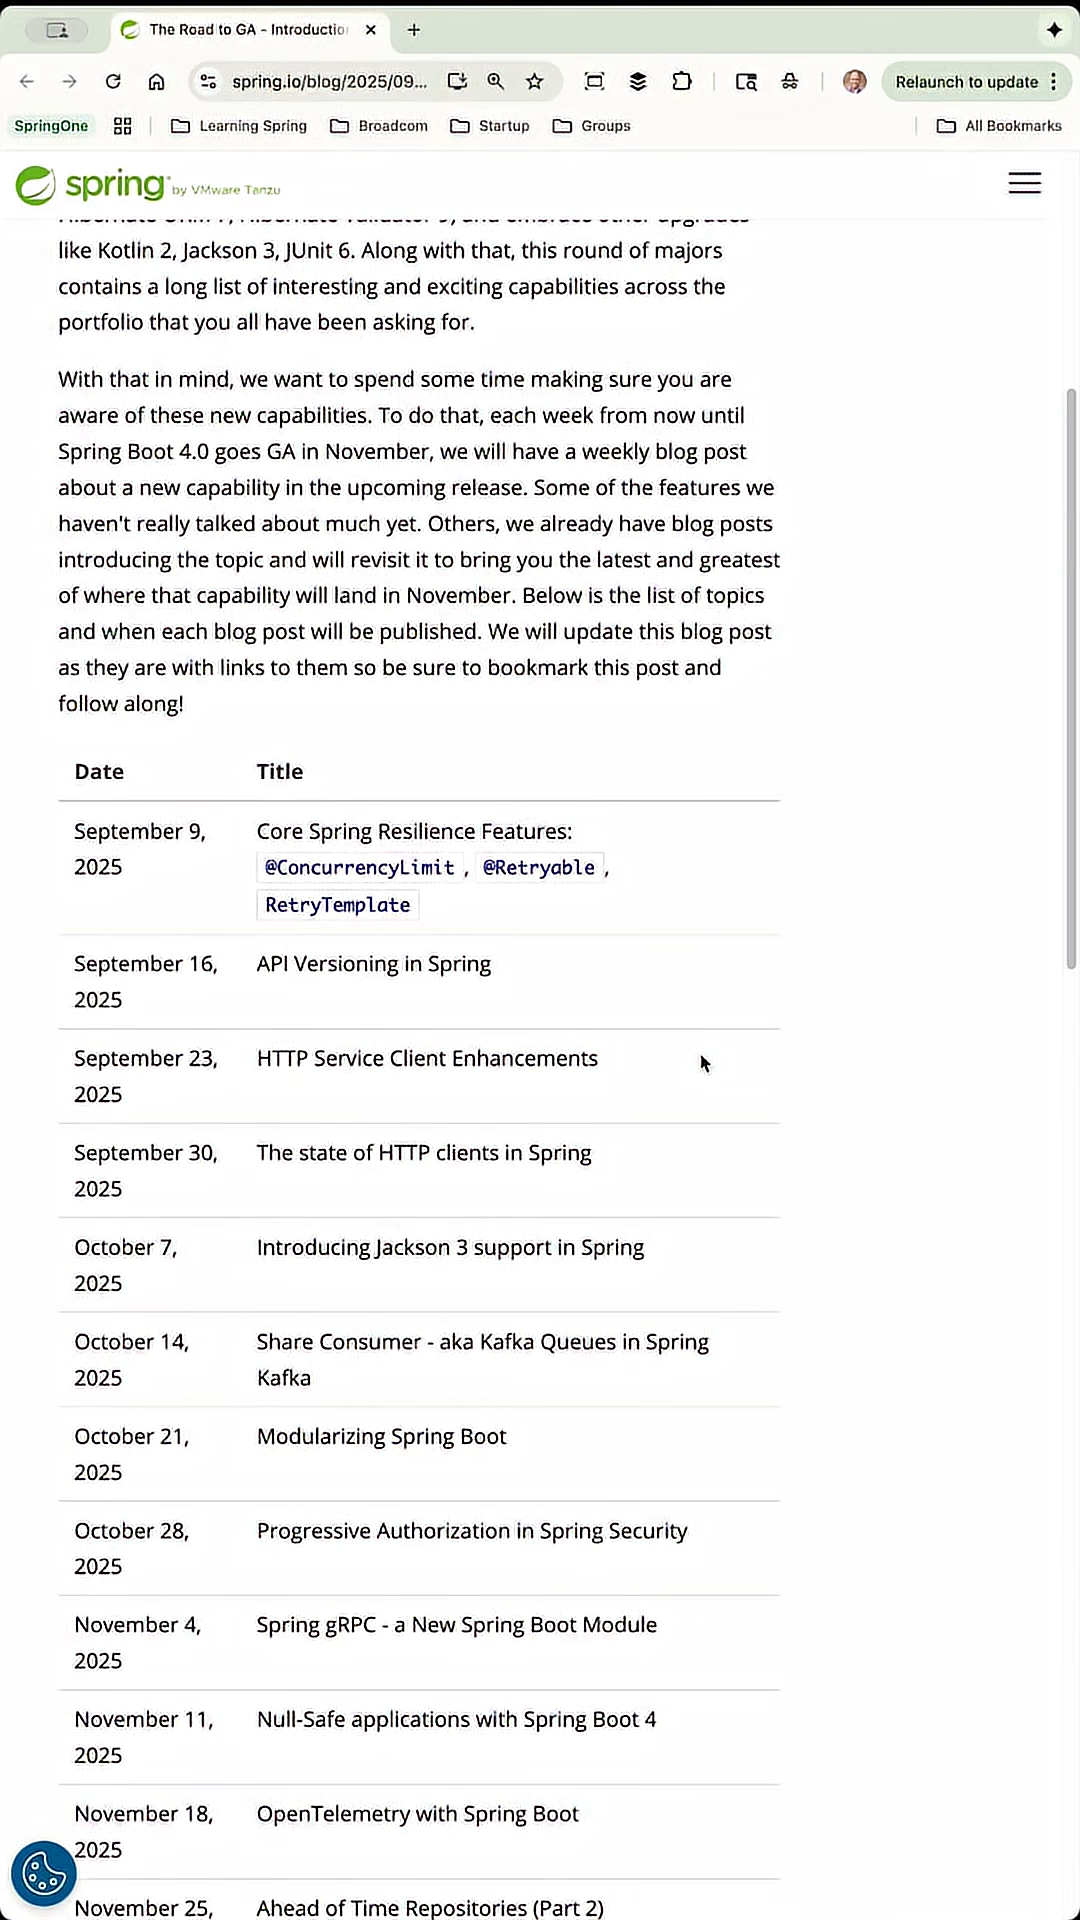 The Road to GA - Introductio
spring.io/blog/2025/09...
Relaunch to update
SpringOne
Learning Spring
Broadcom
Startup
Groups
All Bookmarks
spring by VMware Tanzu
like Kotlin 2, Jackson 3, JUnit 6. Along with that, this round of majors
contains a long list of interesting and exciting capabilities across the
portfolio that you all have been asking for.
With that in mind, we want to spend some time making sure you are
aware of these new capabilities. To do that, each week from now until
Spring Boot 4.0 goes GA in November, we will have a weekly blog post
about a new capability in the upcoming release. Some of the features we
haven't really talked about much yet. Others, we already have blog posts
introducing the topic and will revisit it to bring you the latest and greatest
of where that capability will land in November. Below is the list of topics
and when each blog post will be published. We will update this blog post
as they are with links to them so be sure to bookmark this post and
follow along!
Date Title
September 9, 2025
Core Spring Resilience Features:
@ConcurrencyLimit , @Retryable ,
RetryTemplate
September 16, 2025
API Versioning in Spring
September 23, 2025
HTTP Service Client Enhancements
September 30, 2025
The state of HTTP clients in Spring
October 7, 2025
Introducing Jackson 3 support in Spring
October 14, 2025
Share Consumer - aka Kafka Queues in Spring
Kafka
October 21, 2025
Modularizing Spring Boot
October 28, 2025
Progressive Authorization in Spring Security
November 4, 2025
Spring gRPC - a New Spring Boot Module
November 11, 2025
Null-Safe applications with Spring Boot 4
November 18, 2025
OpenTelemetry with Spring Boot
November 25,
Ahead of Time Repositories (Part 2)